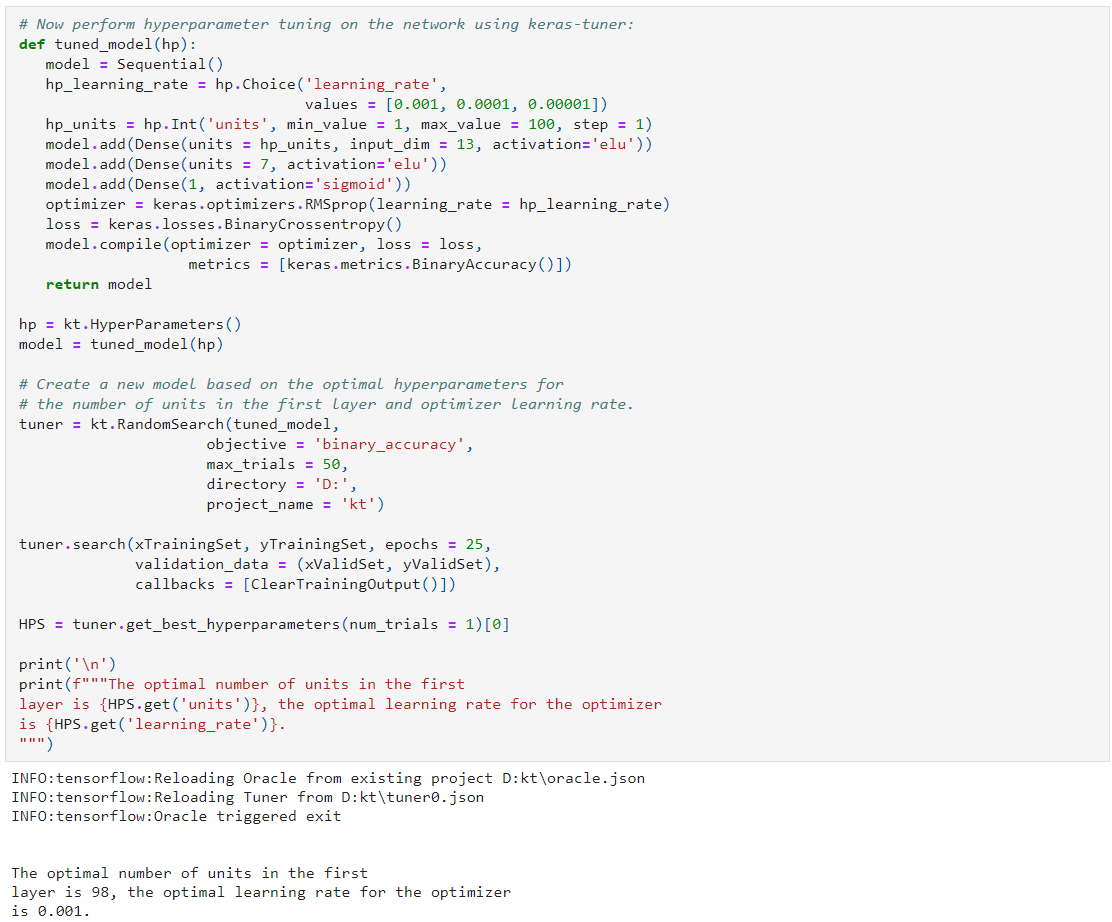 # Now perform hyperparameter tuning on the network using keras-tuner:
def tuned_model(hp):
   model = Sequential()
   hp_learning_rate = hp.Choice('learning_rate',
                                values = [0.001, 0.0001, 0.00001])
   hp_units = hp.Int('units', min_value = 1, max_value = 100, step = 1)
   model.add(Dense(units = hp_units, input_dim = 13, activation='elu'))
   model.add(Dense(units = 7, activation='elu'))
   model.add(Dense(1, activation='sigmoid'))
   optimizer = keras.optimizers.RMSprop(learning_rate = hp_learning_rate)
   loss = keras.losses.BinaryCrossentropy()
   model.compile(optimizer = optimizer, loss = loss,
                   metrics = [keras.metrics.BinaryAccuracy()])
   return model

hp = kt.HyperParameters()
model = tuned_model(hp)

# Create a new model based on the optimal hyperparameters for
# the number of units in the first layer and optimizer learning rate.
tuner = kt.RandomSearch(tuned_model,
                     objective = 'binary_accuracy',
                     max_trials = 50,
                     directory = 'D:',
                     project_name = 'kt')

tuner.search(xTrainingSet, yTrainingSet, epochs = 25,
             validation_data = (xValidSet, yValidSet),
             callbacks = [ClearTrainingOutput()])

HPS = tuner.get_best_hyperparameters(num_trials = 1)[0]

print('\n')
print(f"""The optimal number of units in the first
layer is {HPS.get('units')}, the optimal learning rate for the optimizer
is {HPS.get('learning_rate')}.
""")
INFO:tensorflow:Reloading Oracle from existing project D:kt\oracle.json
INFO:tensorflow:Reloading Tuner from D:kt\tuner0.json
INFO:tensorflow:Oracle triggered exit


The optimal number of units in the first
layer is 98, the optimal learning rate for the optimizer
is 0.001.